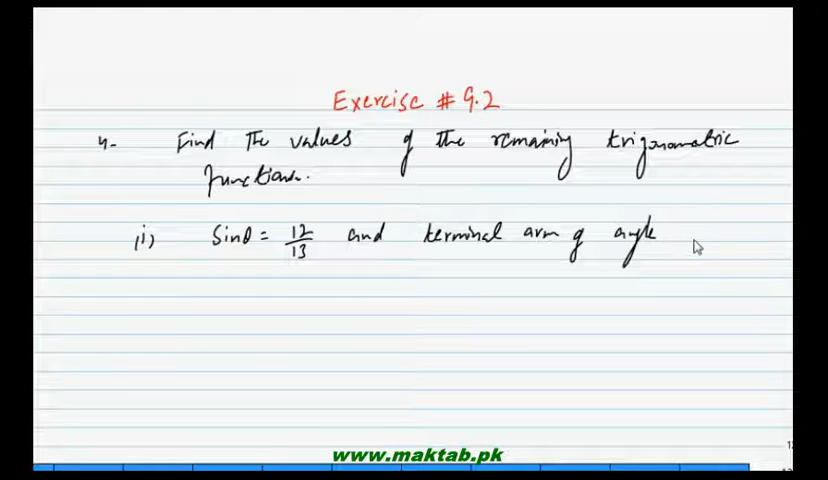 Exercise # 9.2
4- Find the values of the remaining trigonometric
functions.
(i) Sinθ = 12/13 and terminal arm of angle
www.maktab.pk